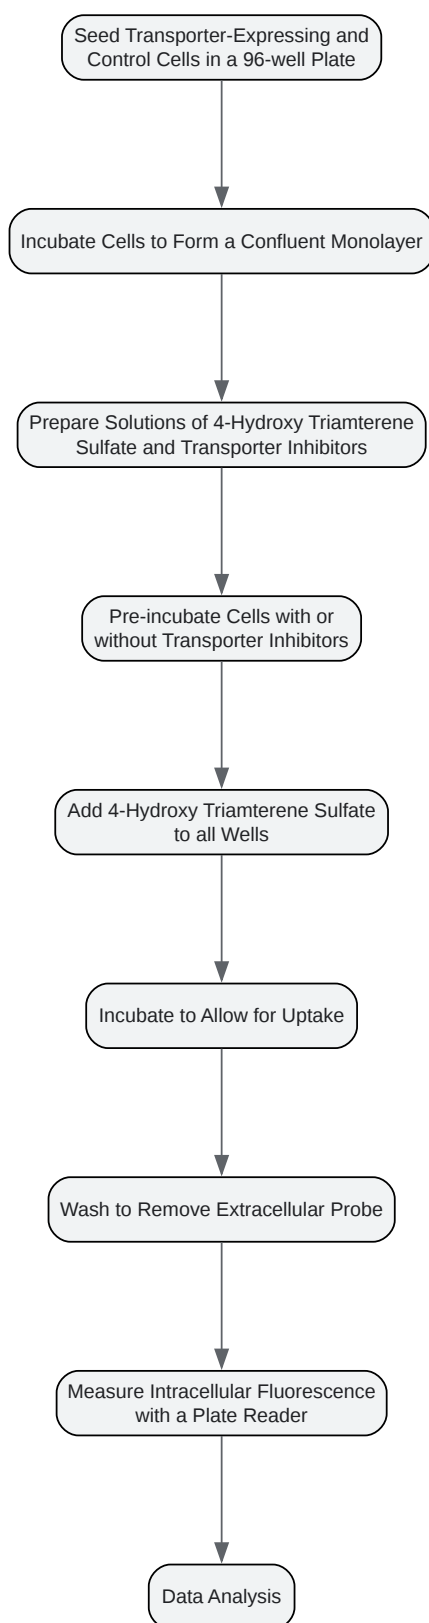 Seed Transporter-Expressing and
Control Cells in a 96-well Plate
Incubate Cells to Form a Confluent Monolayer
Prepare Solutions of 4-Hydroxy Triamterene
Sulfate and Transporter Inhibitors
Pre-incubate Cells with or
without Transporter Inhibitors
Add 4-Hydroxy Triamterene Sulfate
to all Wells
Incubate to Allow for Uptake
Wash to Remove Extracellular Probe
Measure Intracellular Fluorescence
with a Plate Reader
Data Analysis